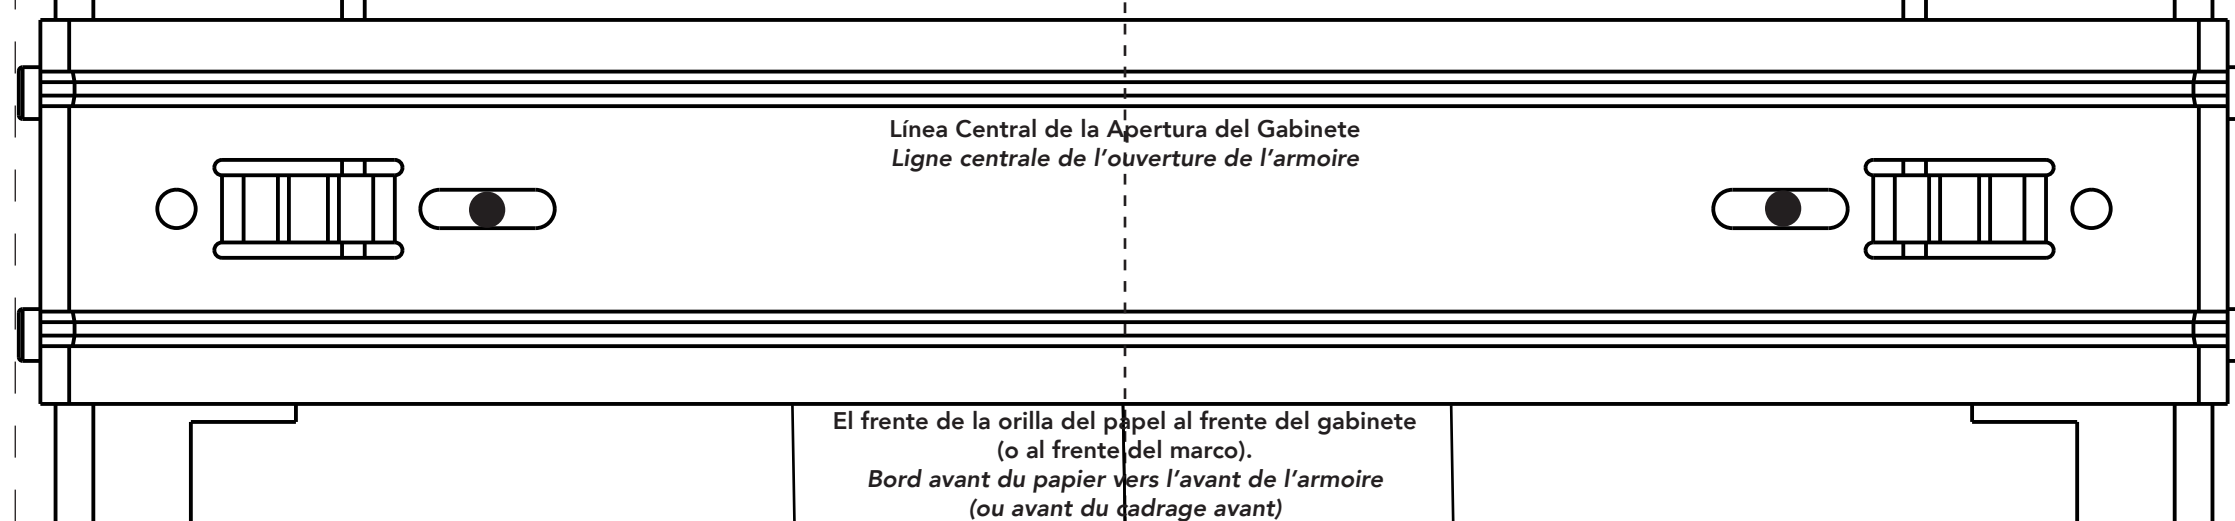 Línea Central de la Apertura del Gabinete
Ligne centrale de l’ouverture de l’armoire
El frente de la orilla del papel al frente del gabinete
(o al frente del marco).
Bord avant du papier vers l’avant de l’armoire
(ou avant du cadrage avant)